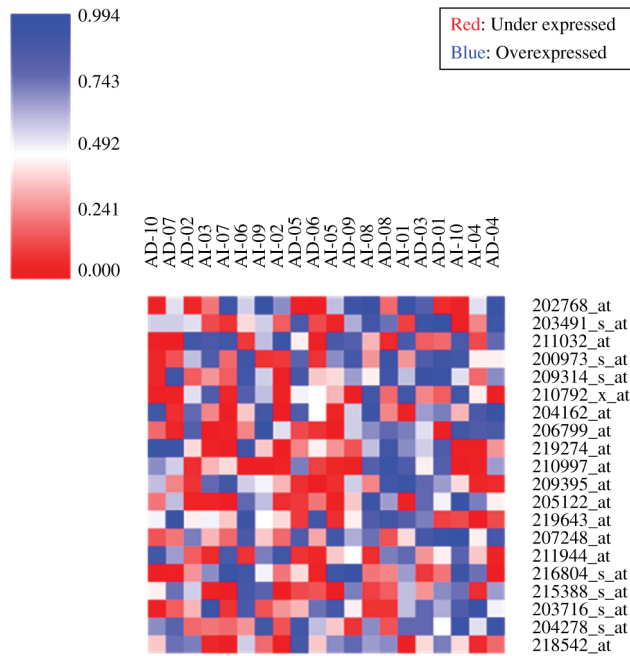 0.994
0.743
0.492
0.241
0.000
Red: Under expressed
Blue: Overexpressed
AD-10
AD-07
AD-02
AI-03
AI-07
AI-06
AI-09
AI-02
AD-05
AD-06
AI-05
AD-09
AI-08
AD-08
AI-01
AD-03
AD-01
AI-10
AI-04
AD-04
202768_at
203491_s_at
211032_at
200973_s_at
209314_s_at
210792_x_at
204162_at
206799_at
219274_at
210997_at
209395_at
205122_at
219643_at
207248_at
211944_at
216804_s_at
215388_s_at
203716_s_at
204278_s_at
218542_at